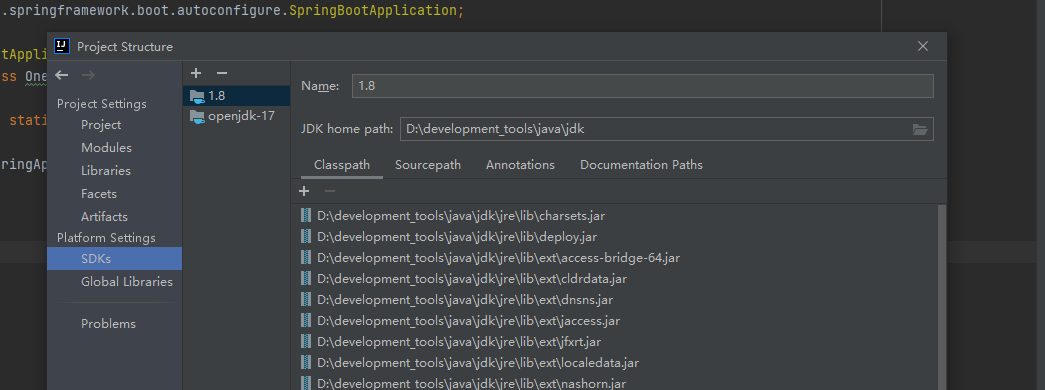 .springframework.boot.autoconfigure.SpringBootApplication;
Project Structure
tAppli
ss One
stati
ringAp
Project Settings
Project
Modules
Libraries
Facets
Artifacts
Platform Settings
SDKs
Global Libraries
Problems
1.8
openjdk-17
Name: 1.8
JDK home path: D:\development_tools\java\jdk
Classpath Sourcepath Annotations Documentation Paths
D:\development_tools\java\jdk\jre\lib\charsets.jar
D:\development_tools\java\jdk\jre\lib\deploy.jar
D:\development_tools\java\jdk\jre\lib\ext\access-bridge-64.jar
D:\development_tools\java\jdk\jre\lib\ext\cldrdata.jar
D:\development_tools\java\jdk\jre\lib\ext\dnsns.jar
D:\development_tools\java\jdk\jre\lib\ext\jaccess.jar
D:\development_tools\java\jdk\jre\lib\ext\jfxrt.jar
D:\development_tools\java\jdk\jre\lib\ext\localedata.jar
D:\development_tools\java\jdk\jre\lib\ext\nashorn.jar